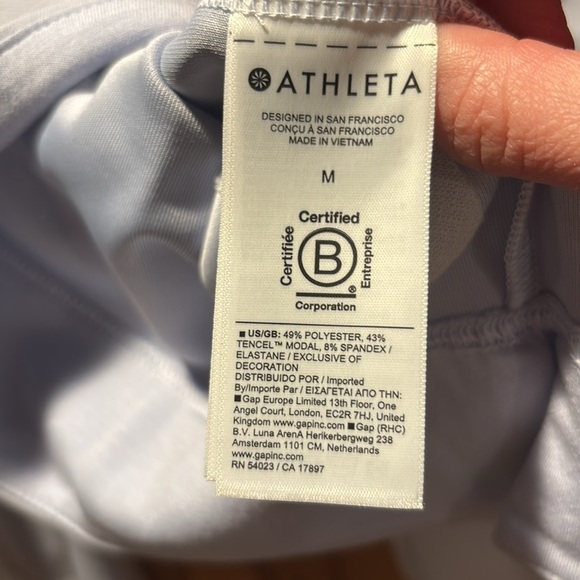 ATHLETA
DESIGNED IN SAN FRANCISCO
CONÇU À SAN FRANCISCO
MADE IN VIETNAM
M
Certified
Certifiée
B
®
Entreprise
Corporation
■ US/GB: 49% POLYESTER, 43%
TENCEL™ MODAL, 8% SPANDEX /
ELASTANE / EXCLUSIVE OF
DECORATION
DISTRIBUIDO POR / Imported
By/Importe Par / ΕΙΣΑΓΕΤΑΙ ΑΠΟ ΤΗΝ:
■Gap Europe Limited 13th Floor, One
Angel Court, London, EC2R 7HJ, United
Kingdom www.gapinc.com ■ Gap (RHC)
B.V. Luna ArenA Herikerbergweg 238
Amsterdam 1101 CM, Netherlands
www.gapinc.com
RN 54023 / CA 17897